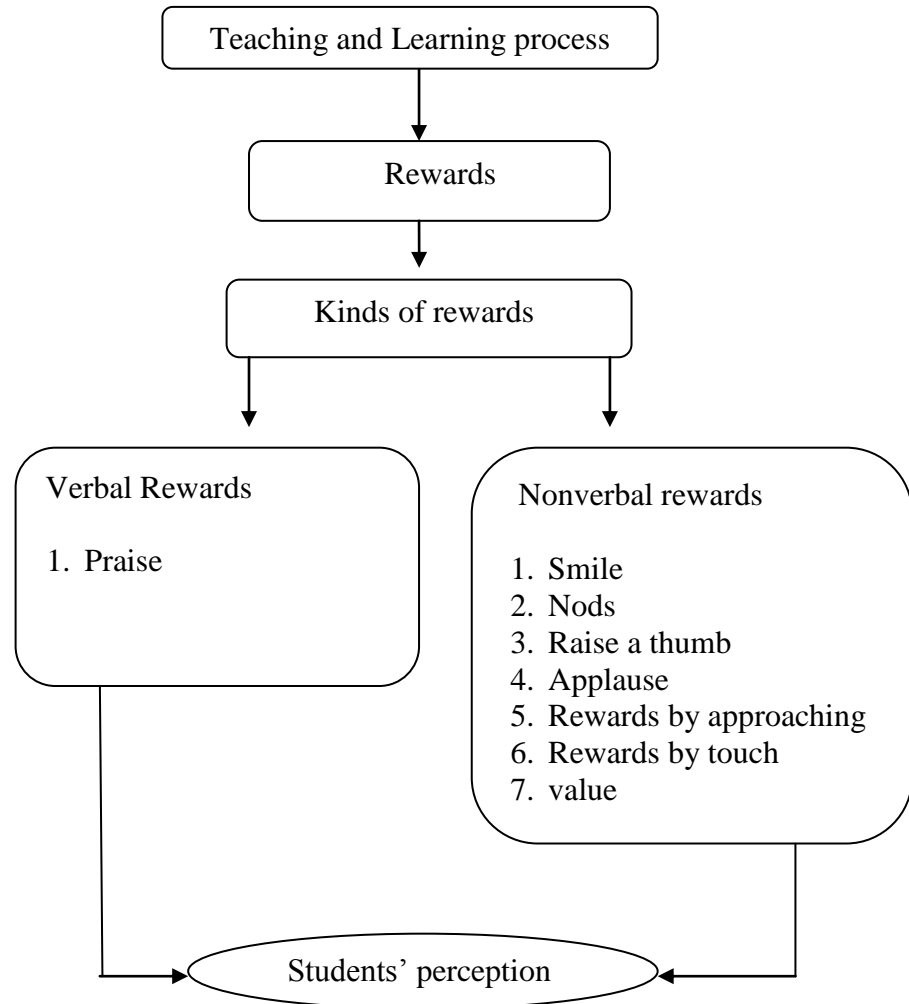 Teaching and Learning process
Rewards
Kinds of rewards
Verbal Rewards
1. Praise
Nonverbal rewards
1. Smile
2. Nods
3. Raise a thumb
4. Applause
5. Rewards by approaching
6. Rewards by touch
7. value
Students’ perception